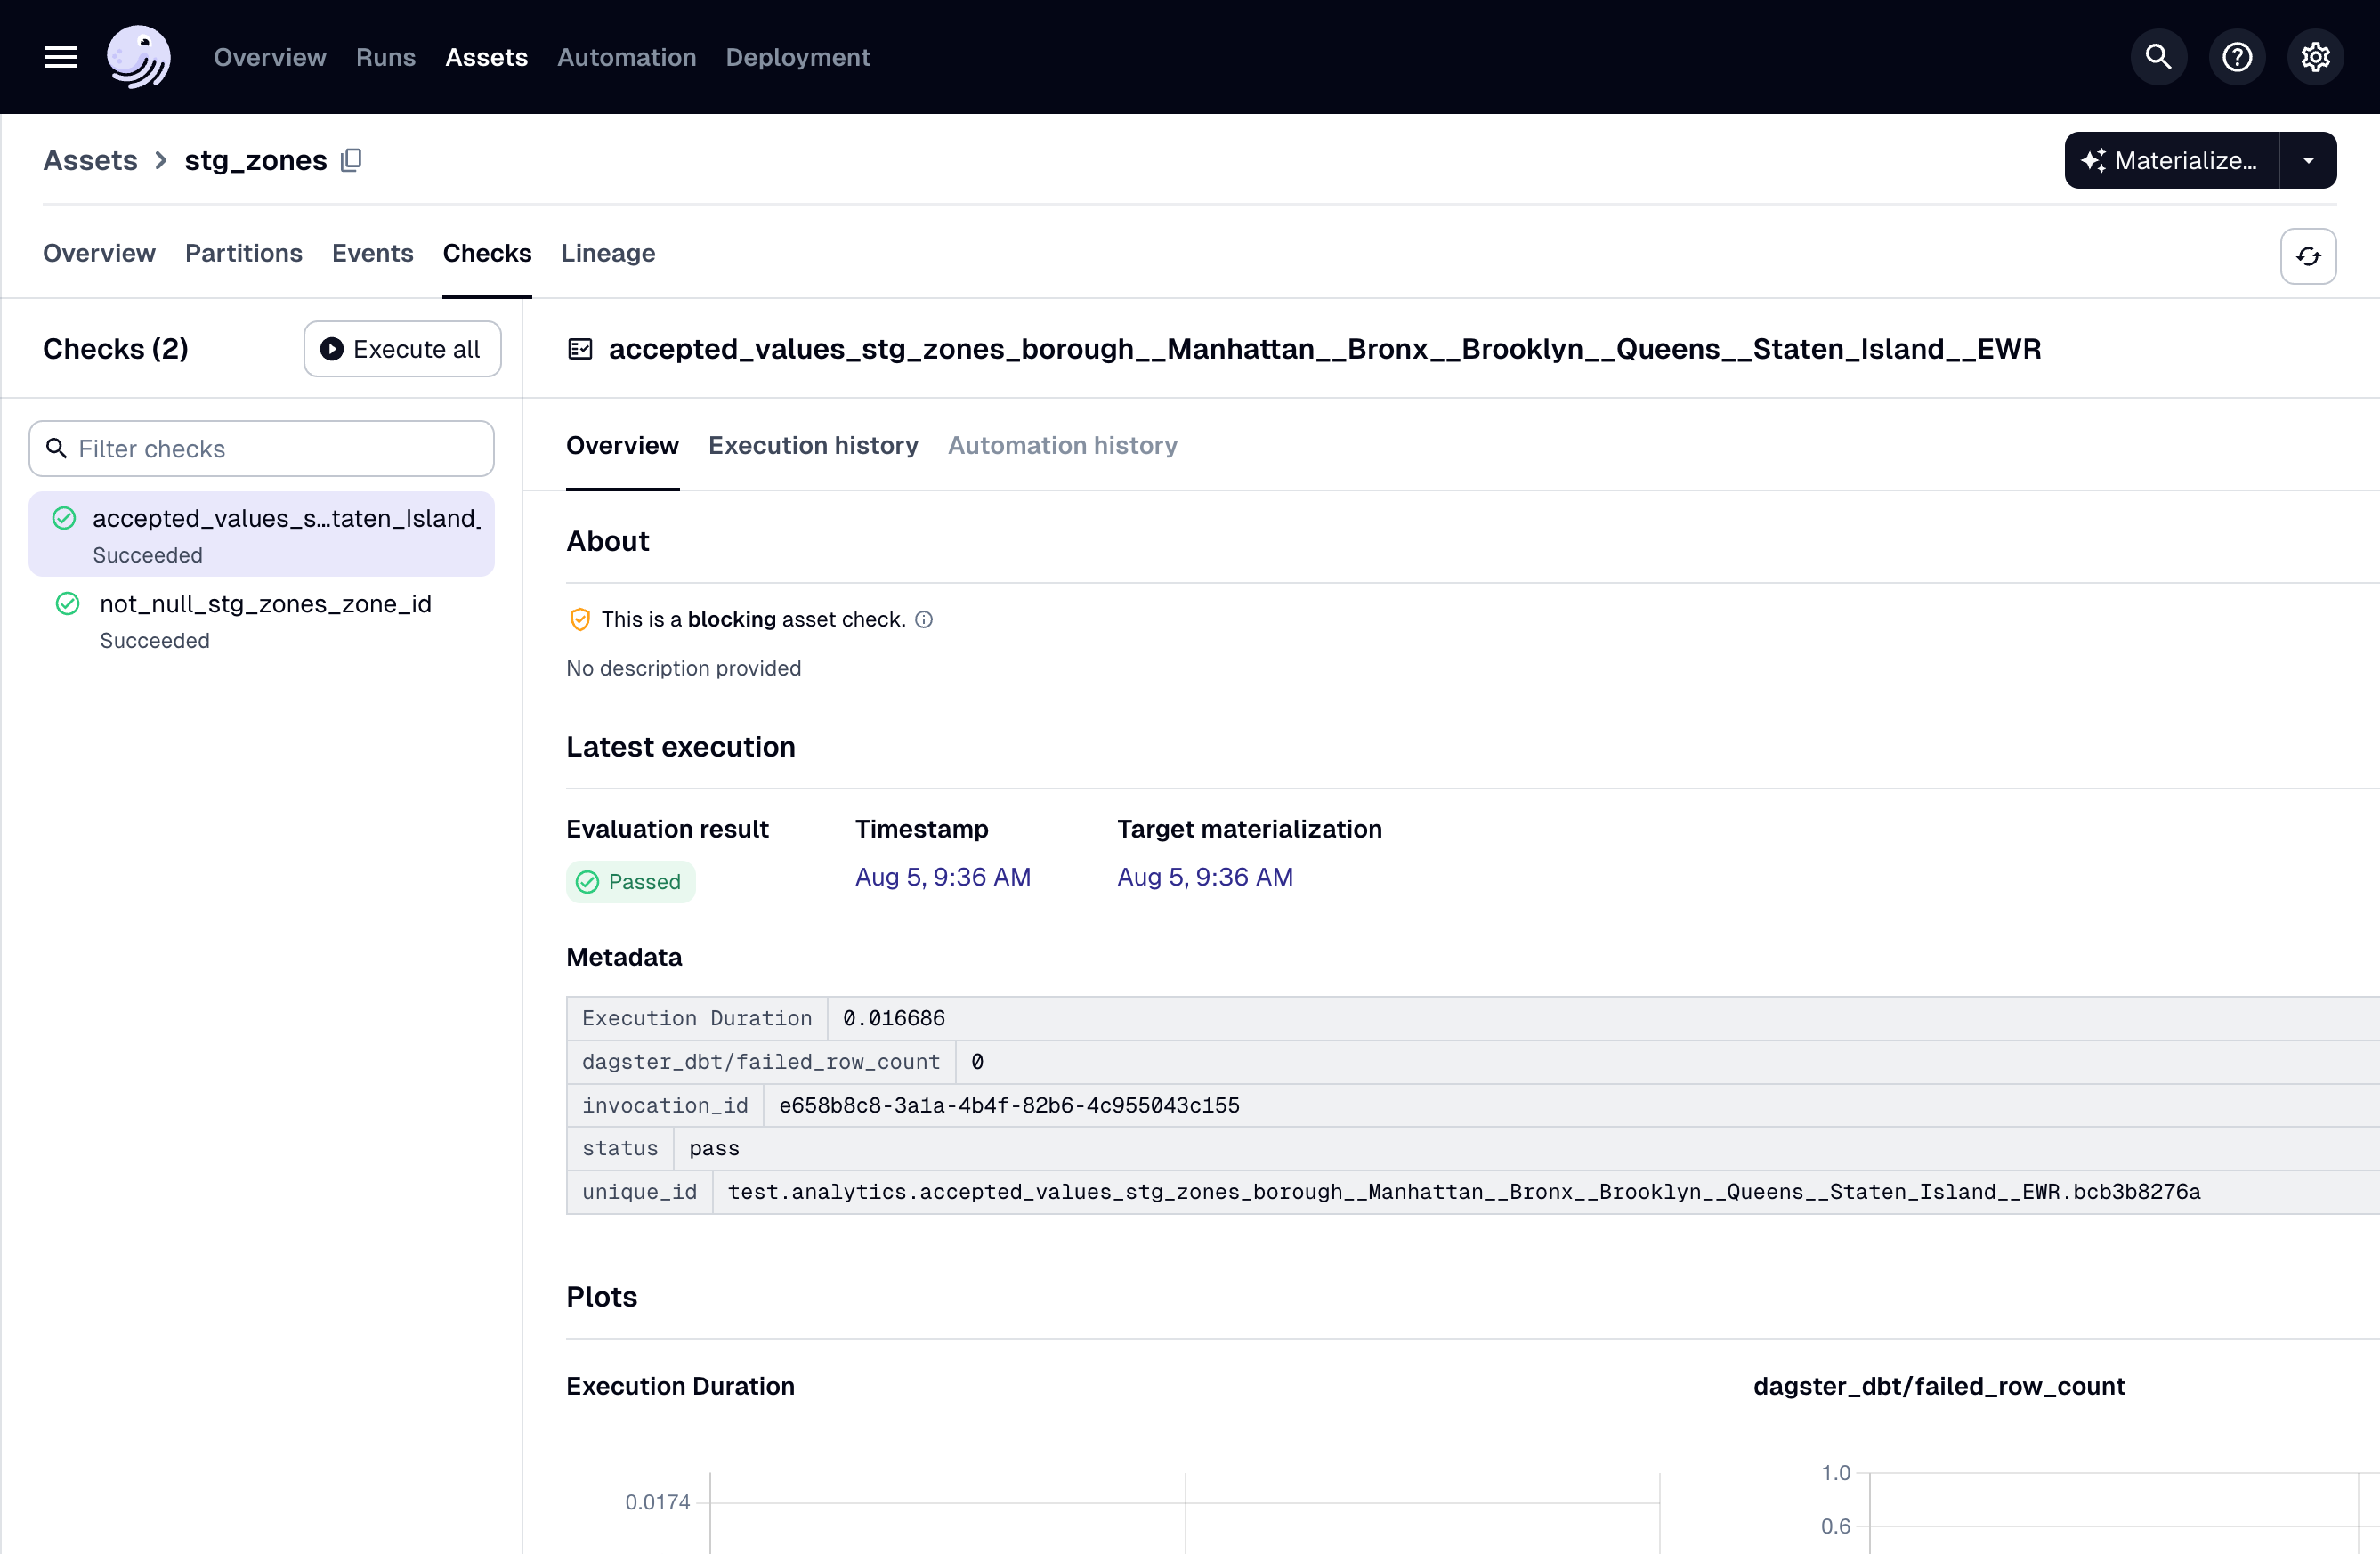 Overview Runs Assets Automation Deployment
Assets > stg_zones
Materialize...
Overview Partitions Events Checks Lineage
Checks (2)
Execute all
Filter checks
accepted_values_s...taten_Island_
Succeeded
not_null_stg_zones_zone_id
Succeeded
accepted_values_stg_zones_borough__Manhattan__Bronx__Brooklyn__Queens__Staten_Island__EWR
Overview Execution history Automation history
About
This is a blocking asset check.
No description provided
Latest execution
Evaluation result Timestamp Target materialization
Passed Aug 5, 9:36 AM Aug 5, 9:36 AM
Metadata
Execution Duration 0.016686
dagster_dbt/failed_row_count 0
invocation_id e658b8c8-3a1a-4b4f-82b6-4c955043c155
status pass
unique_id test.analytics.accepted_values_stg_zones_borough__Manhattan__Bronx__Brooklyn__Queens__Staten_Island__EWR.bcb3b8276a
Plots
Execution Duration
0.0174
dagster_dbt/failed_row_count
1.0
0.6